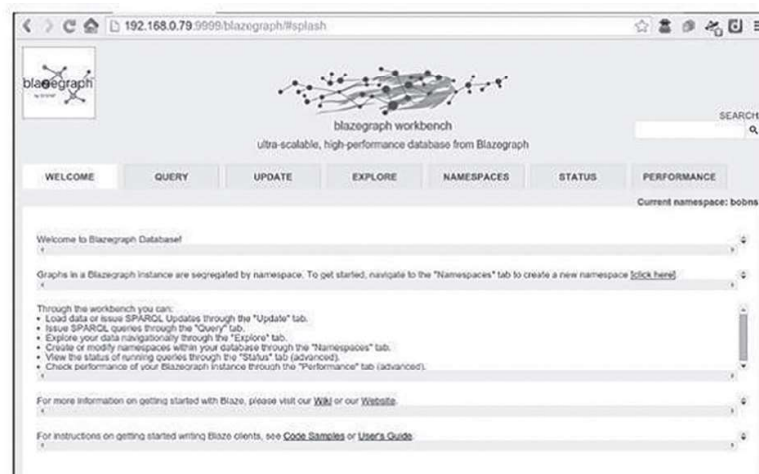 192.168.0.79:9999/blazegraph/#splash
blazegraph
blazegraph workbench
ultra-scalable, high-performance database from Blazegraph
SEARCH
WELCOME QUERY UPDATE EXPLORE NAMESPACES STATUS PERFORMANCE
Current namespace: bobns
Welcome to Blazegraph Database!
Graphs in a Blazegraph instance are segregated by namespace. To get started, navigate to the "Namespaces" tab to create a new namespace [click here].
Through the workbench you can:
• Load data or issue SPARQL Updates through the "Update" tab.
• Issue SPARQL queries through the "Query" tab.
• Explore your data navigationally through the "Explore" tab.
• Create or modify namespaces within your database through the "Namespaces" tab.
• View the status of running queries through the "Status" tab (advanced).
• Check performance of your Blazegraph instance through the "Performance" tab (advanced).
For more information on getting started with Blaze, please visit our Wiki or our Website.
For instructions on getting started writing Blaze clients, see Code Samples or User's Guide.